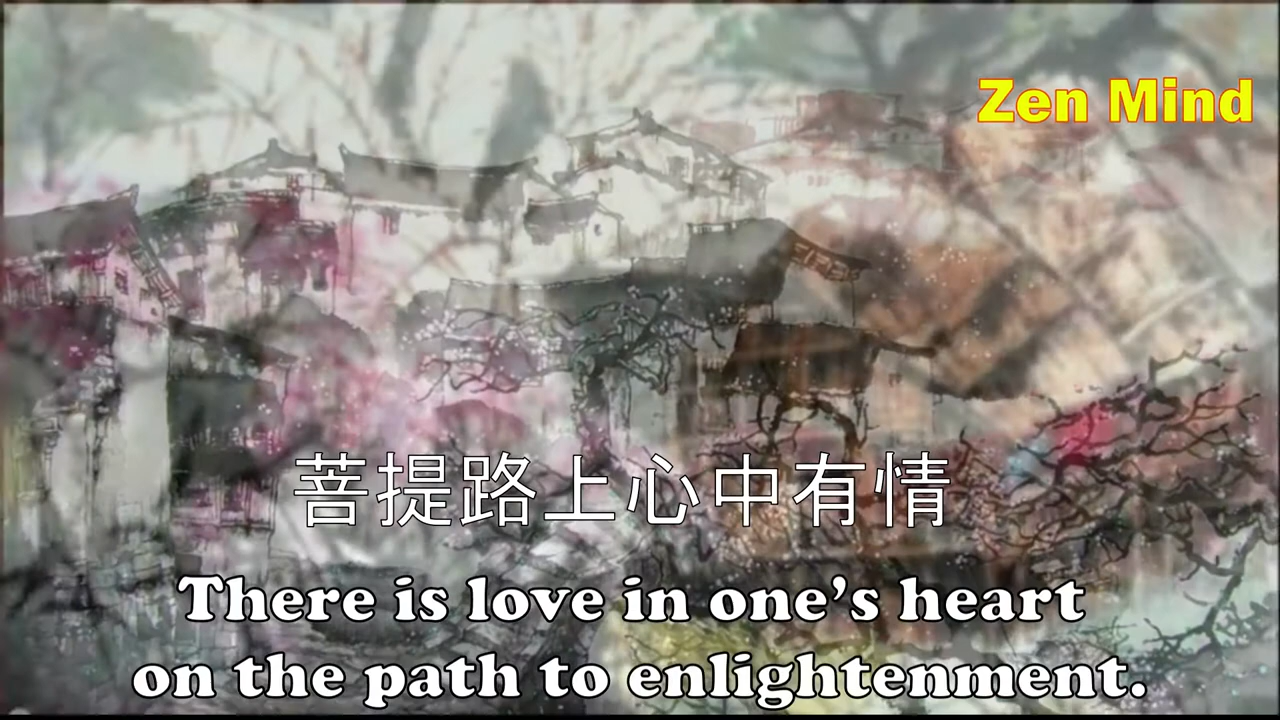 Zen Mind
菩提路上心中有情
There is love in one’s heart
on the path to enlightenment.